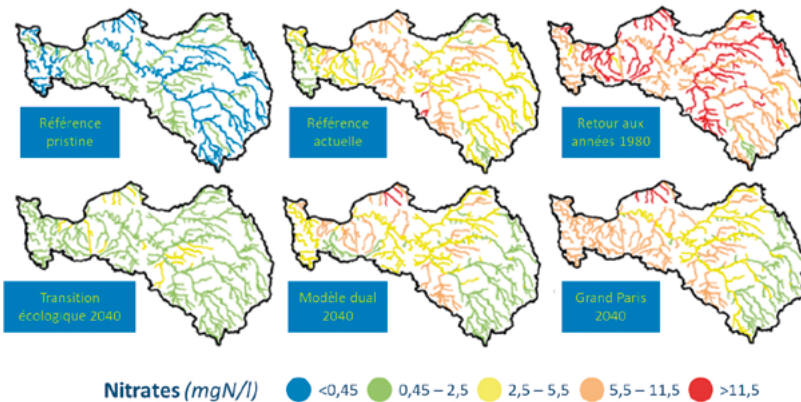 Référence
pristine
Référence
actuelle
Retour aux
années 1980
Transition
écologique 2040
Modèle dual
2040
Grand Paris
2040
Nitrates (mgN/l) <0,45 0,45 – 2,5 2,5 – 5,5 5,5 – 11,5 >11,5